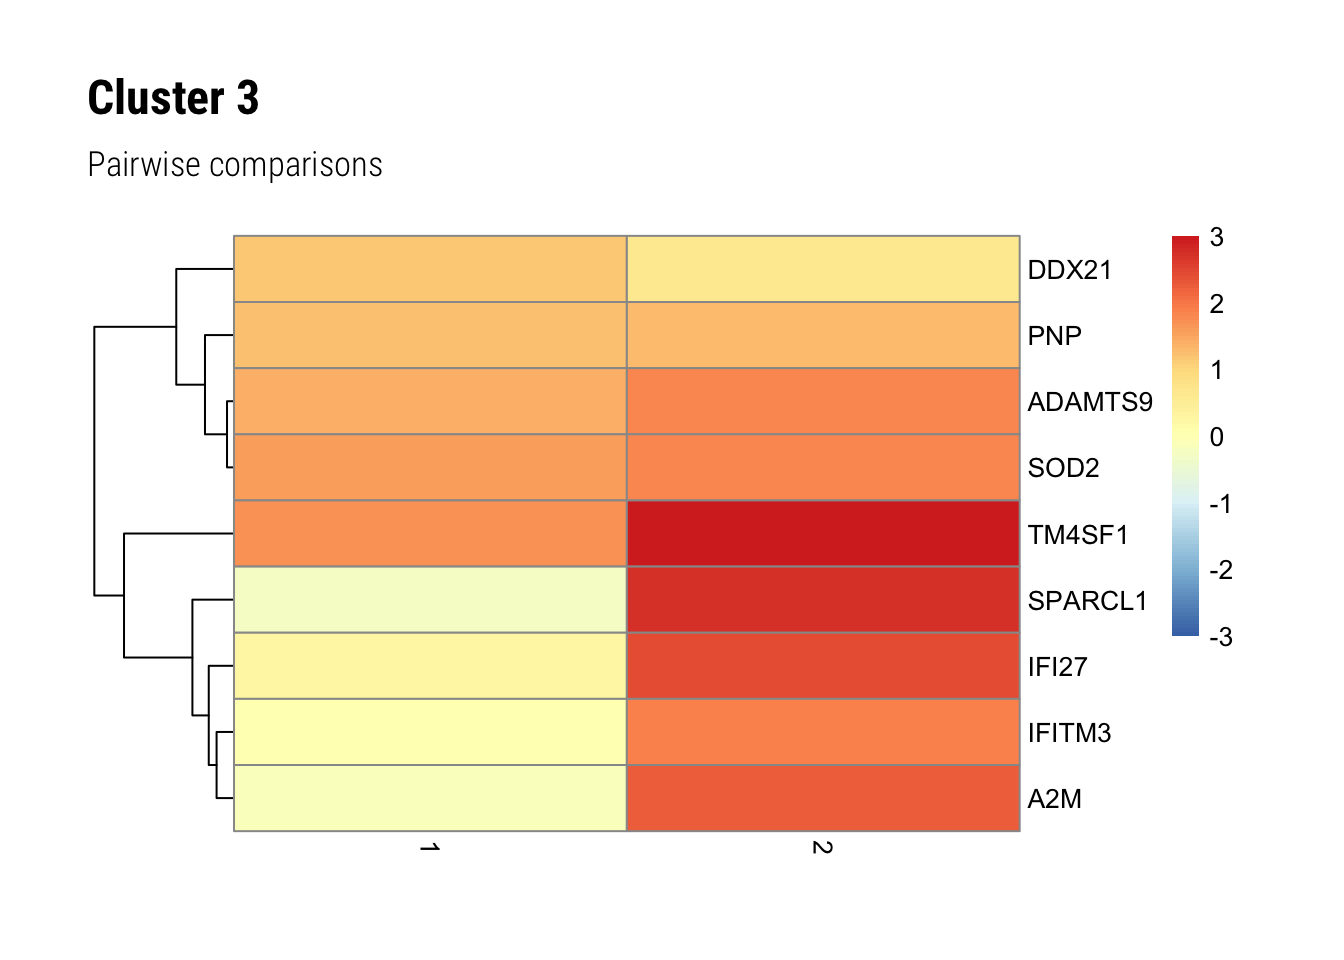 Cluster 3
Pairwise comparisons
DDX21
PNP
ADAMTS9
SOD2
TM4SF1
SPARCL1
IFI27
IFITM3
A2M
1
2
3
2
1
0
-1
-2
-3